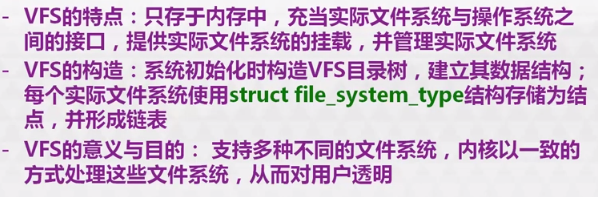 - VFS的特点：只存于内存中，充当实际文件系统与操作系统之
间的接口，提供实际文件系统的挂载，并管理实际文件系统
- VFS的构造：系统初始化时构造VFS目录树，建立其数据结构；
每个实际文件系统使用struct file_system_type结构存储为结
点，并形成链表
- VFS的意义与目的： 支持多种不同的文件系统，内核以一致的
方式处理这些文件系统，从而对用户透明